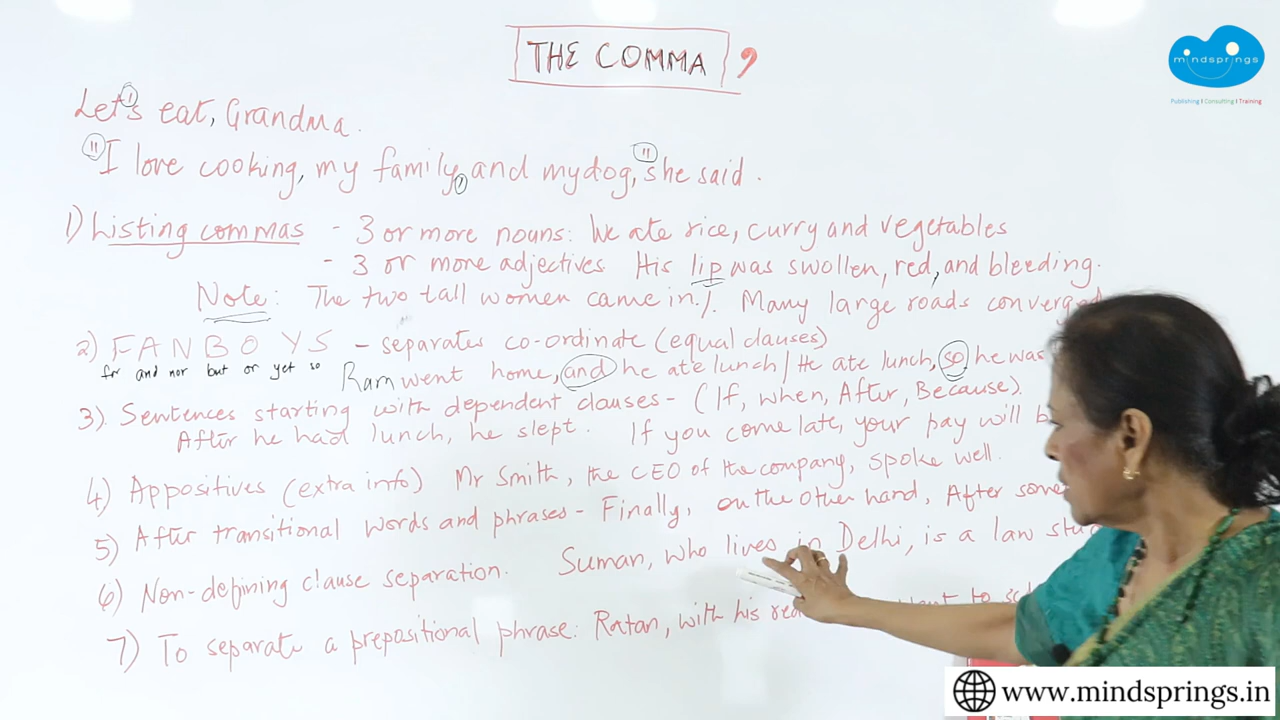 THE COMMA ,
mindsprings
Publishing I Consulting I Training
Let's eat, Grandma.
I
II I love cooking, my family, and my dog, she said.
II
I
1) Listing commas - 3 or more nouns: We ate rice, curry and vegetables
- 3 or more adjectives His lip was swollen, red, and bleeding.
Note: The two tall women came in. /. Many large roads converged
2) FANBOYS - separates co-ordinate (equal clauses)
for and nor but or yet so
Ram went home, and he ate lunch / He ate lunch, so he was
3). Sentences starting with dependent clauses - (If, when, After, Because).
After he had lunch, he slept. If you come late, your pay will
4) Appositives (extra info) Mr Smith, the CEO of the company, spoke well.
5) After transitional words and phrases - Finally, on the other hand, After
6) Non-defining clause separation. Suman, who lives in Delhi, is a law
7) To separate a prepositional phrase: Ratan, with his to
www.mindsprings.in